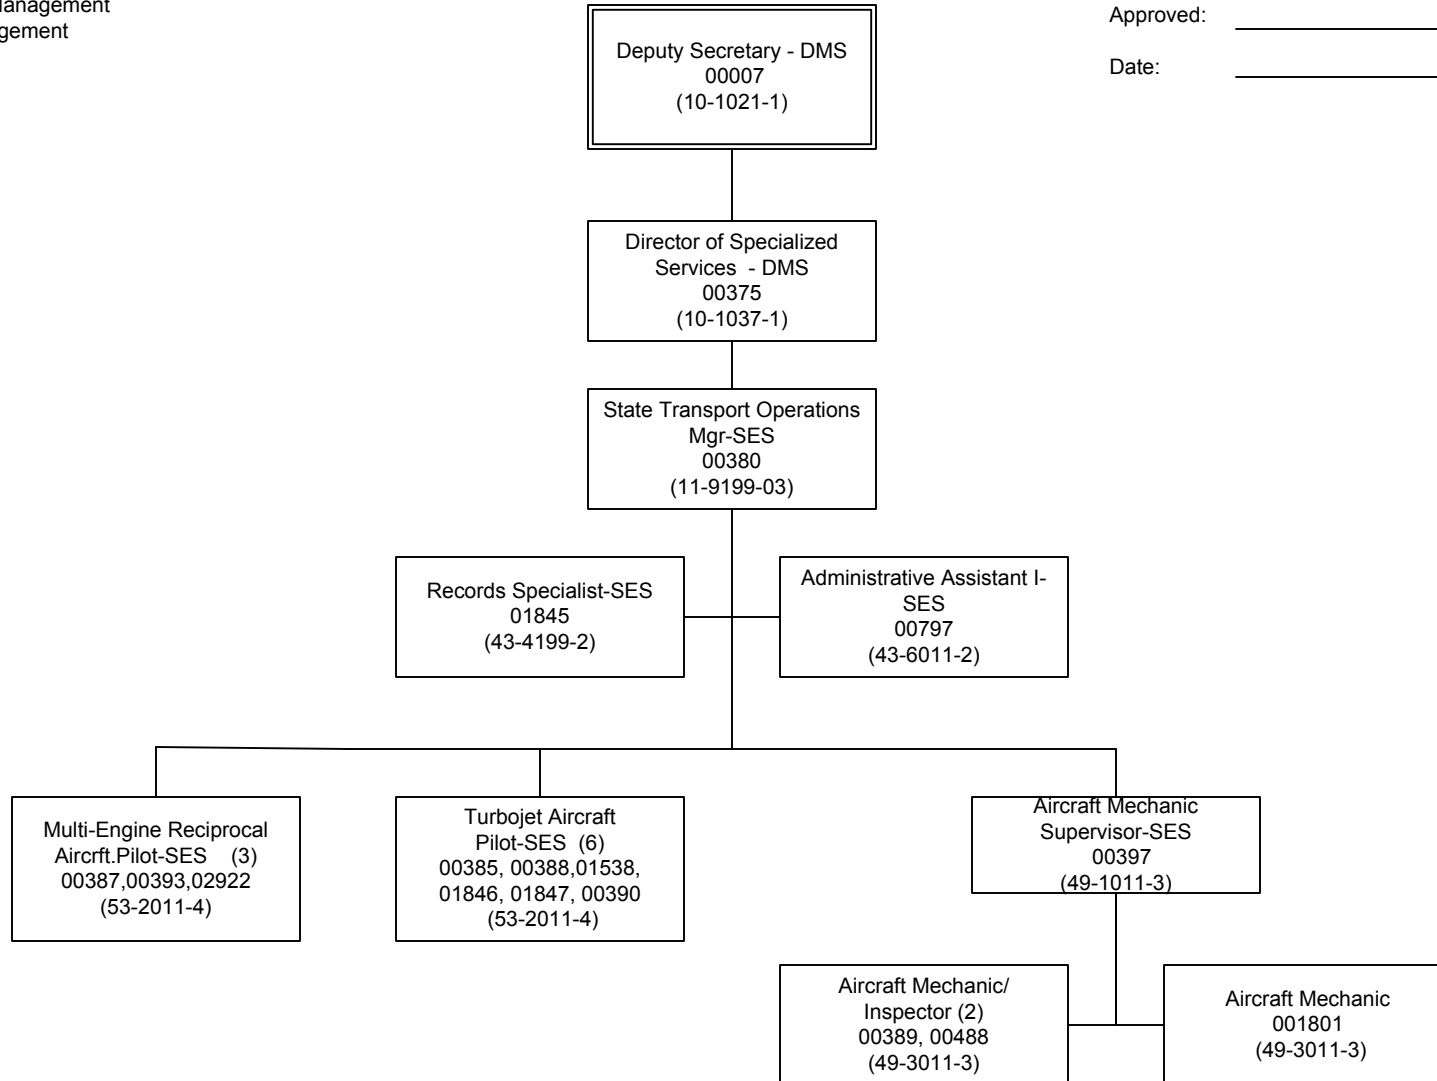 gement
Deputy Secretary - DMS
00007
(10-1021-1)
Approved:
Date:
Director of Specialized
Services - DMS
00375
(10-1037-1)
State Transport Operations
Mgr-SES
00380
(11-9199-03)
Records Specialist-SES
01845
(43-4199-2)
Administrative Assistant I-
SES
00797
(43-6011-2)
Multi-Engine Reciprocal
Aircrft.Pilot-SES (3)
00387,00393,02922
(53-2011-4)
Turbojet Aircraft
Pilot-SES (6)
00385, 00388,01538,
01846, 01847, 00390
(53-2011-4)
Aircraft Mechanic
Supervisor-SES
00397
(49-1011-3)
Aircraft Mechanic/
Inspector (2)
00389, 00488
(49-3011-3)
Aircraft Mechanic
001801
(49-3011-3)